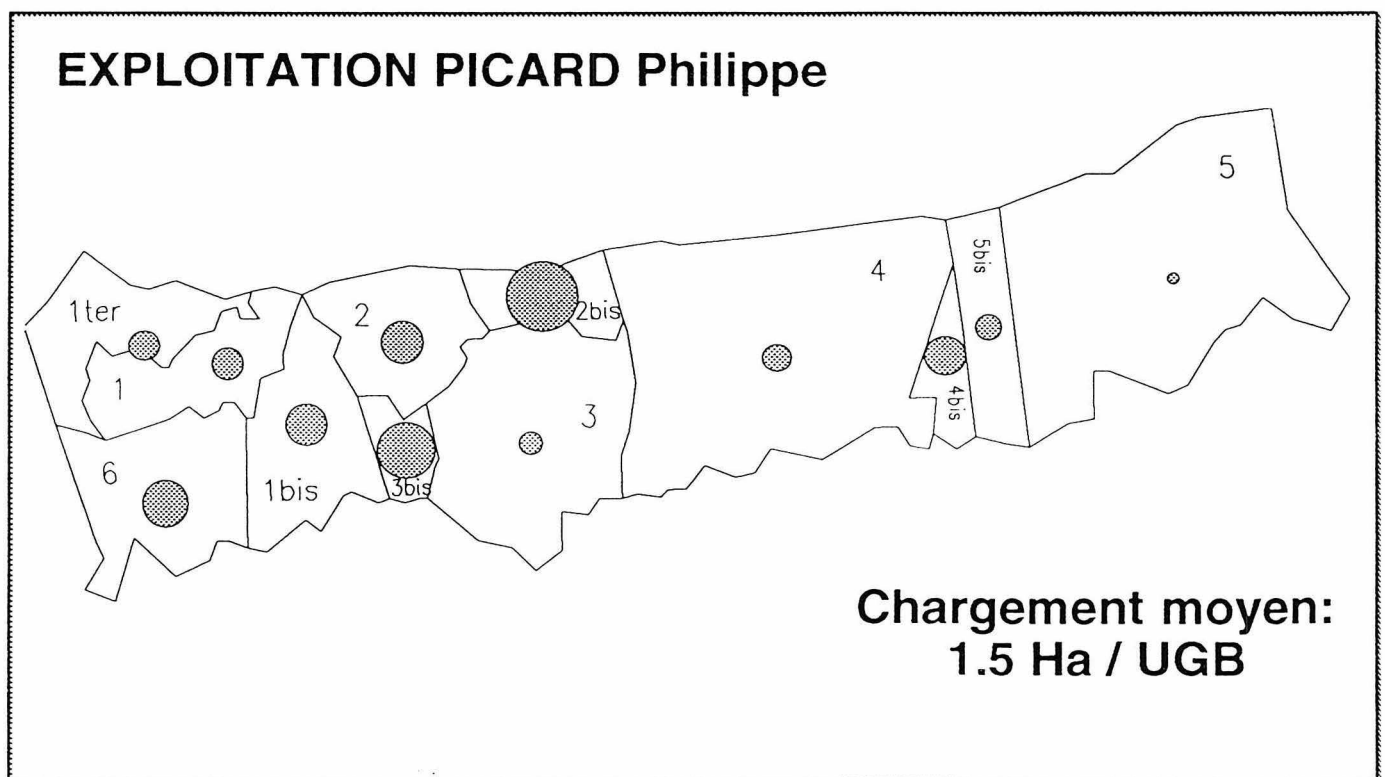 EXPLOITATION PICARD Philippe
5
5bis
4
1ter
2
2bis
1
4bis
3
6
1bis
3bis
Chargement moyen:
1.5 Ha / UGB